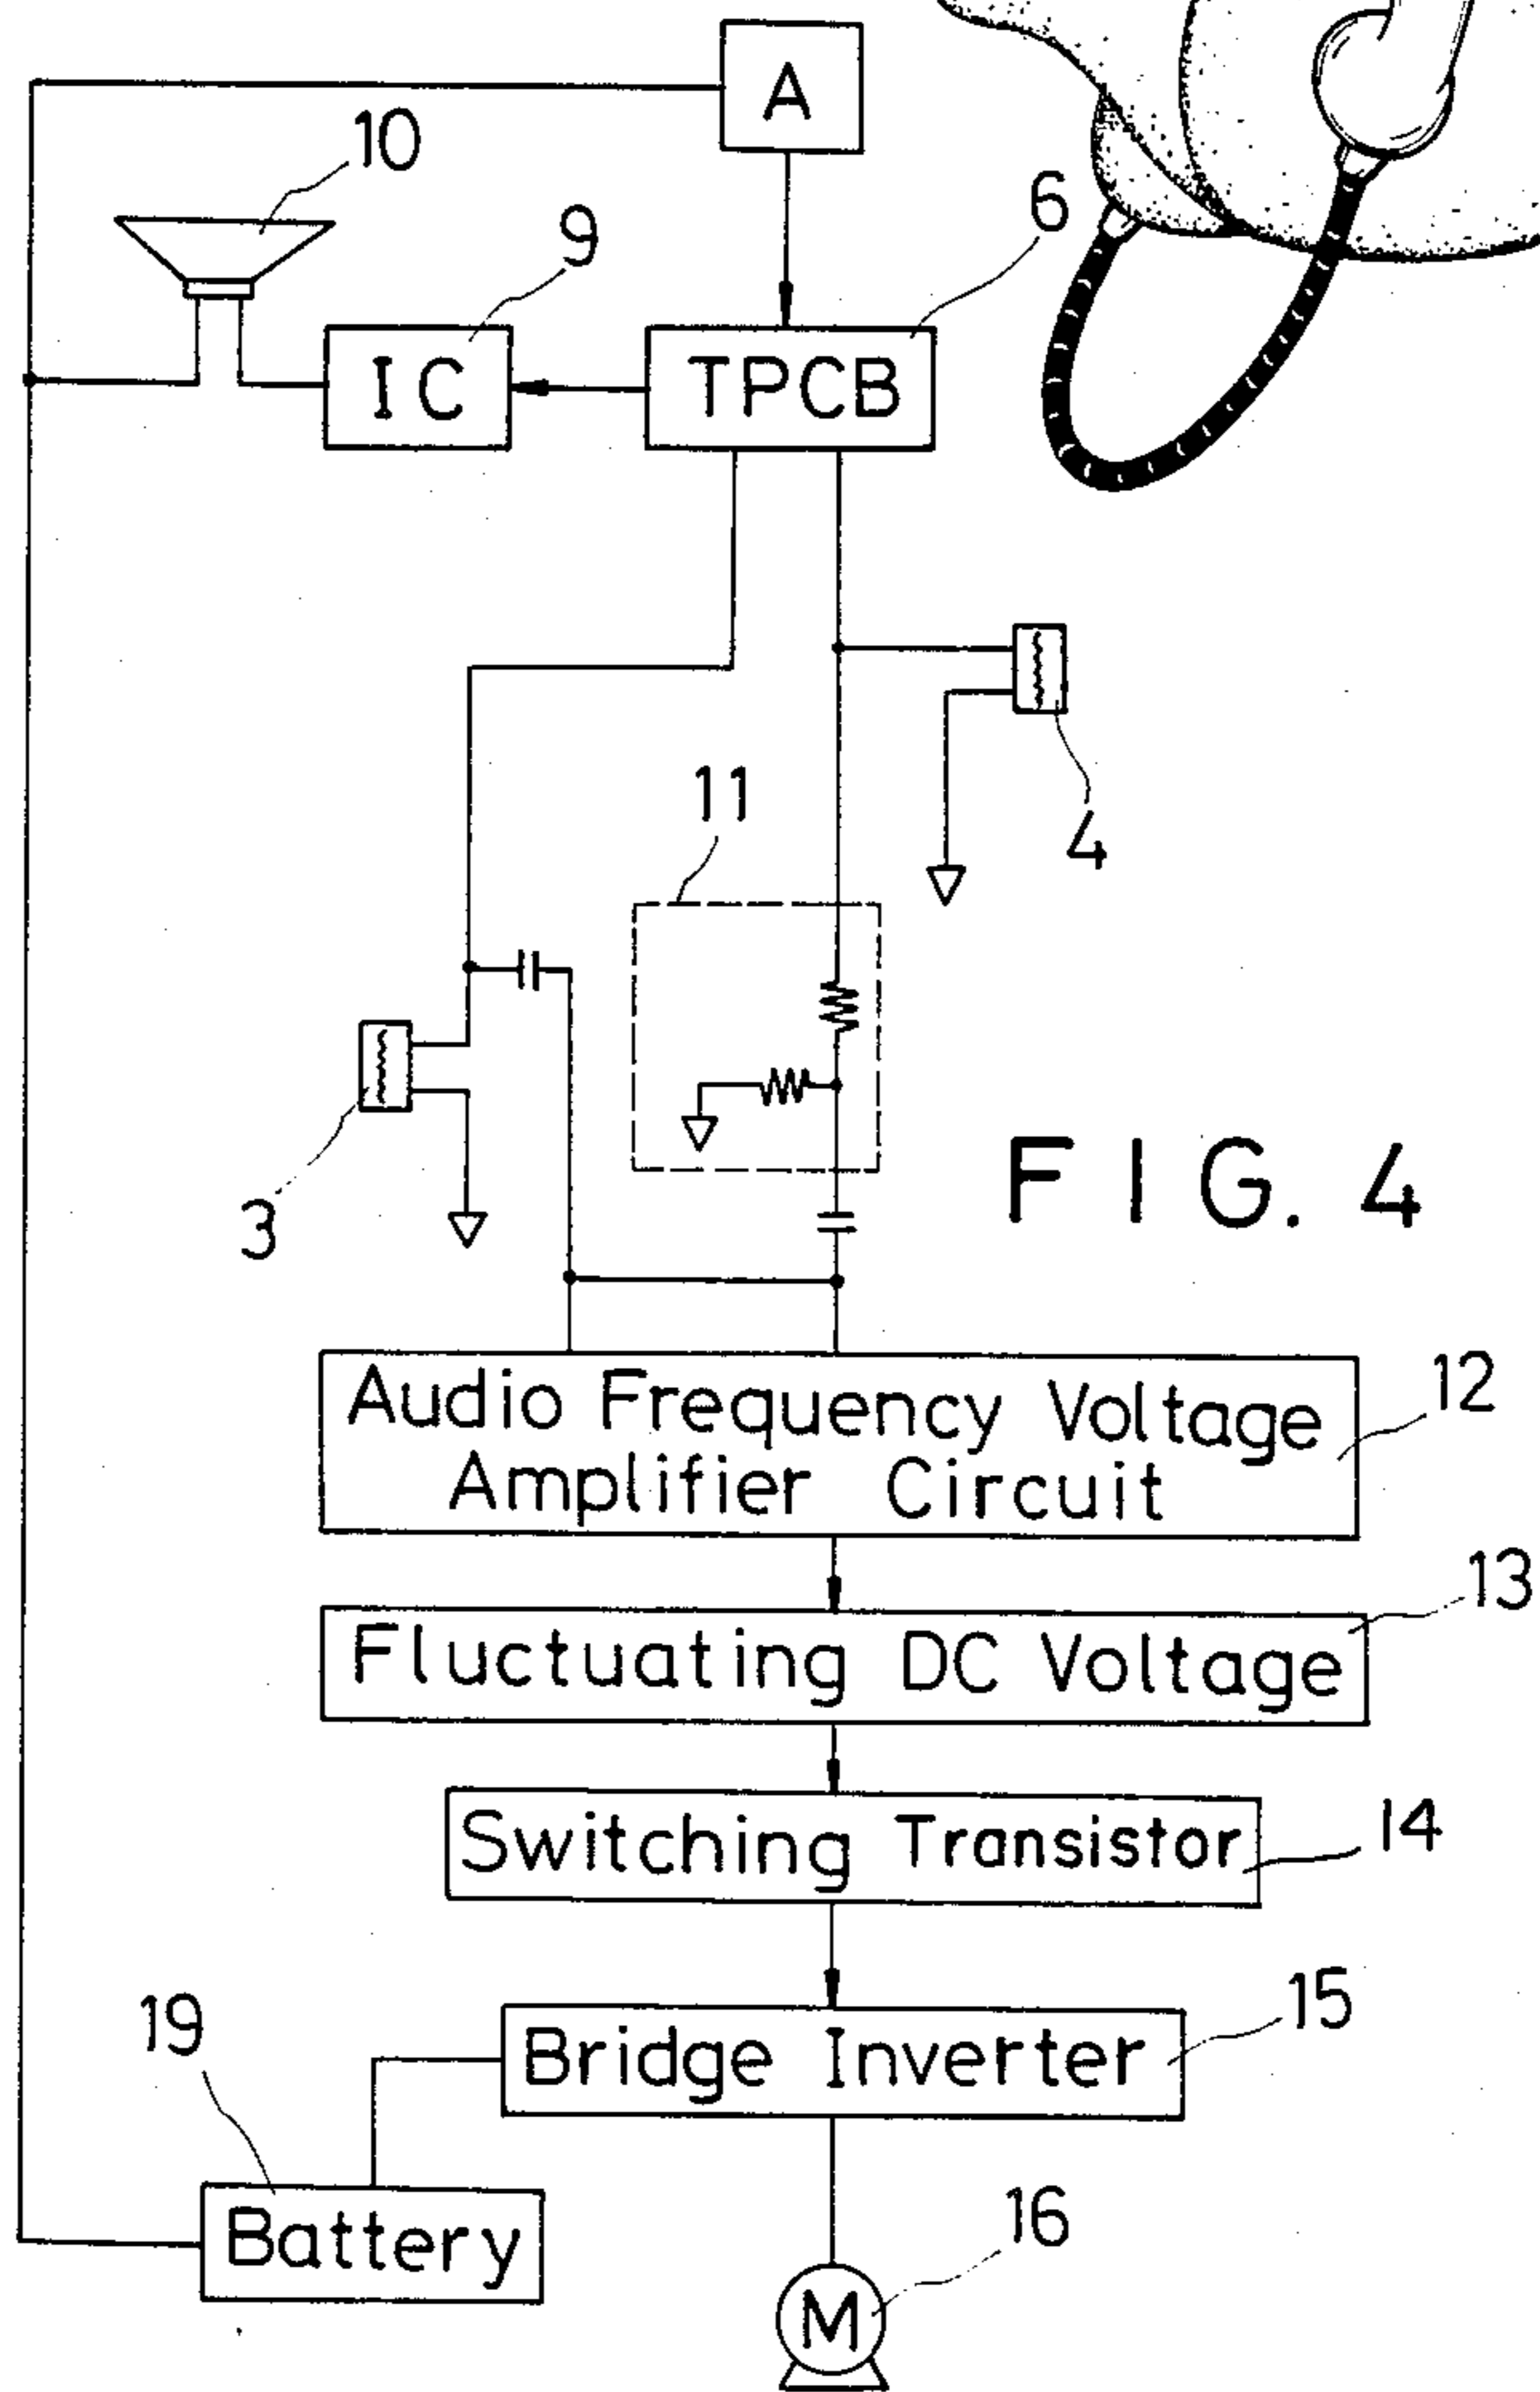 A
10
6
9
IC
TPCB
11
4
3
FIG. 4
Audio Frequency Voltage
Amplifier Circuit
12
13
Fluctuating DC Voltage
14
Switching Transistor
15
19
Bridge Inverter
16
Battery
M